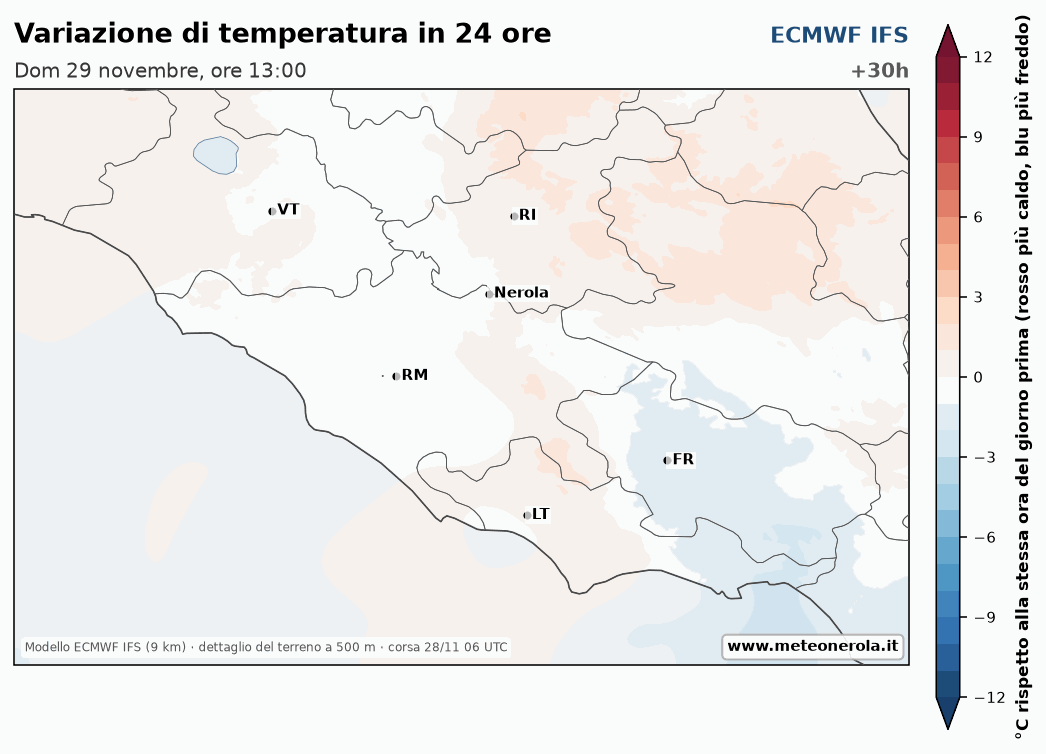 Variazione di temperatura in 24 ore
ECMWF IFS
Dom 29 novembre, ore 13:00
+30h
VT
RI
Nerola
RM
FR
LT
Modello ECMWF IFS (9 km) · dettaglio del terreno a 500 m · corsa 28/11 06 UTC
www.meteonerola.it
12
9
6
3
0
−3
−6
−9
−12
°C rispetto alla stessa ora del giorno prima (rosso più caldo, blu più freddo)